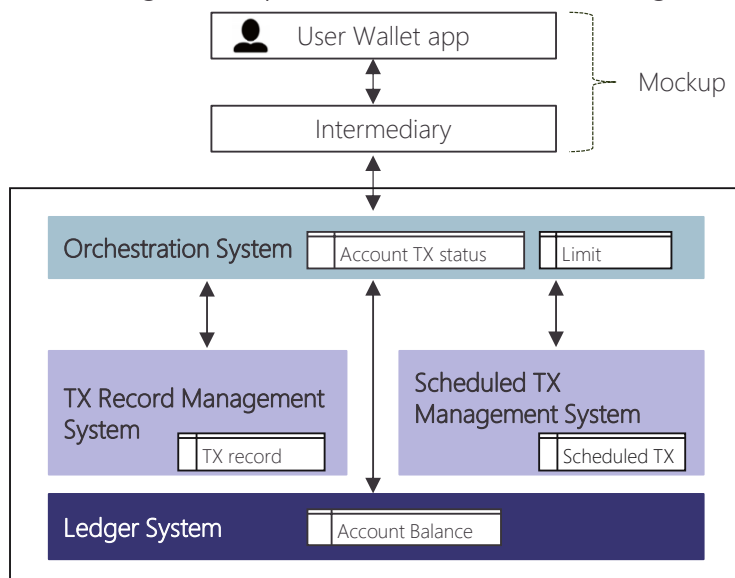 User Wallet app
Mockup
Intermediary
Orchestration System
Account TX status
Limit
TX Record Management
System
TX record
Scheduled TX
Management System
Scheduled TX
Ledger System
Account Balance